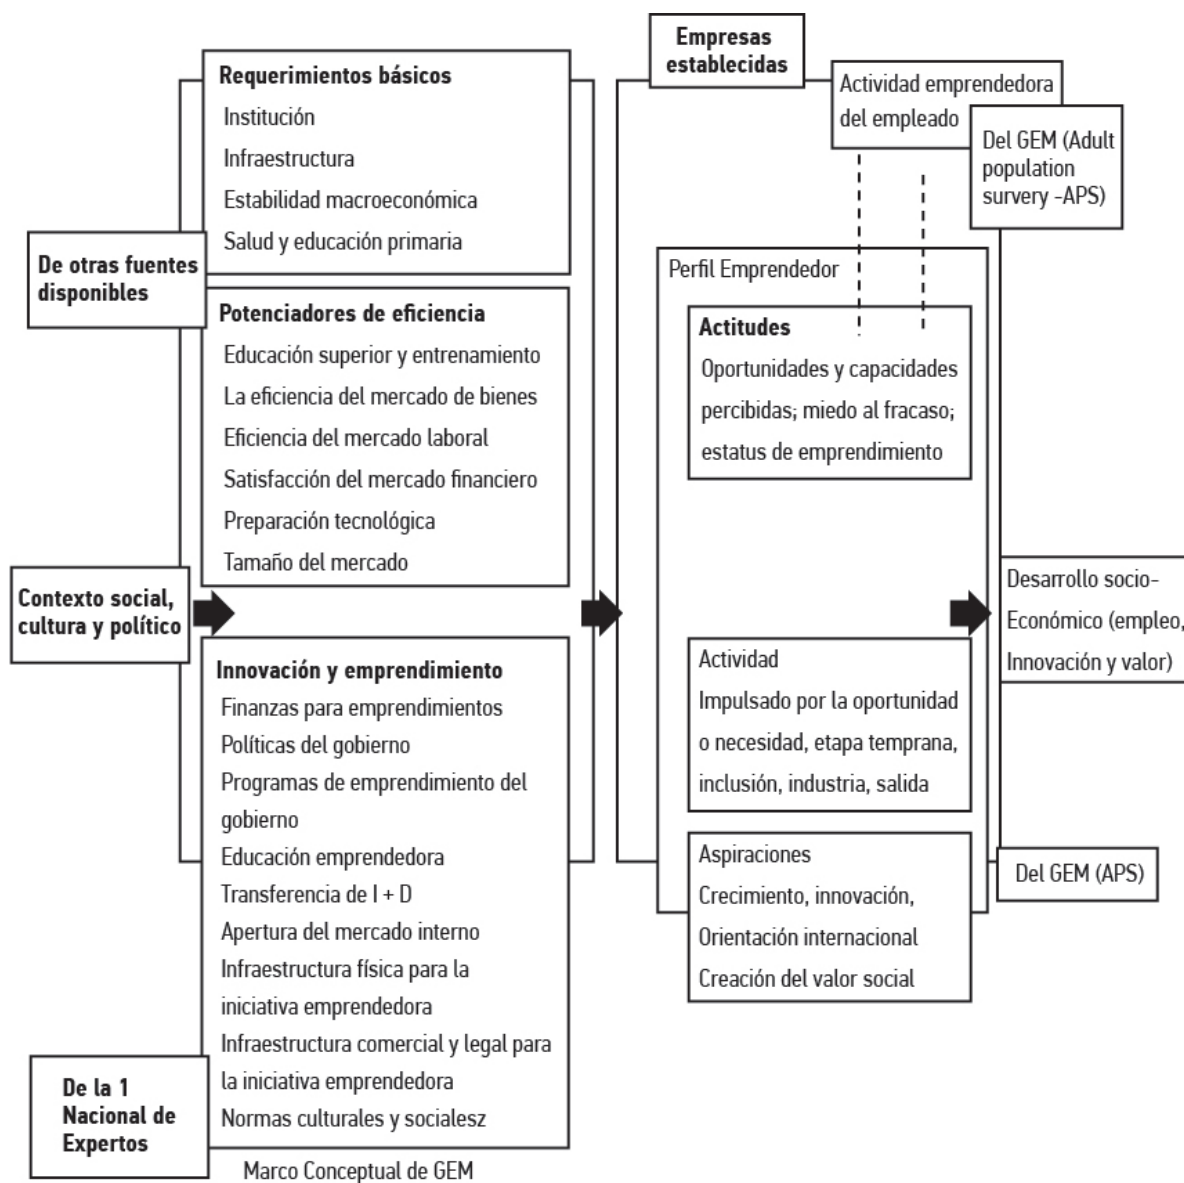 Requerimientos básicos
Institución
Infraestructura
Estabilidad macroeconómica
Salud y educación primaria
De otras fuentes
disponibles
Potenciadores de eficiencia
Educación superior y entrenamiento
La eficiencia del mercado de bienes
Eficiencia del mercado laboral
Satisfacción del mercado financiero
Preparación tecnológica
Tamaño del mercado
Contexto social,
cultura y político
Innovación y emprendimiento
Finanzas para emprendimientos
Políticas del gobierno
Programas de emprendimiento del
gobierno
Educación emprendedora
Transferencia de I + D
Apertura del mercado interno
Infraestructura física para la
iniciativa emprendedora
Infraestructura comercial y legal para
la iniciativa emprendedora
Normas culturales y socialesz
De la 1
Nacional de
Expertos
Empresas
establecidas
Actividad emprendedora
del empleado
Del GEM (Adult
population
survery -APS)
Perfil Emprendedor
Actitudes
Oportunidades y capacidades
percibidas; miedo al fracaso;
estatus de emprendimiento
Actividad
Impulsado por la oportunidad
o necesidad, etapa temprana,
inclusión, industria, salida
Aspiraciones
Crecimiento, innovación,
Orientación internacional
Creación del valor social
Desarrollo socio-
Económico (empleo,
Innovación y valor)
Del GEM (APS)
Marco Conceptual de GEM